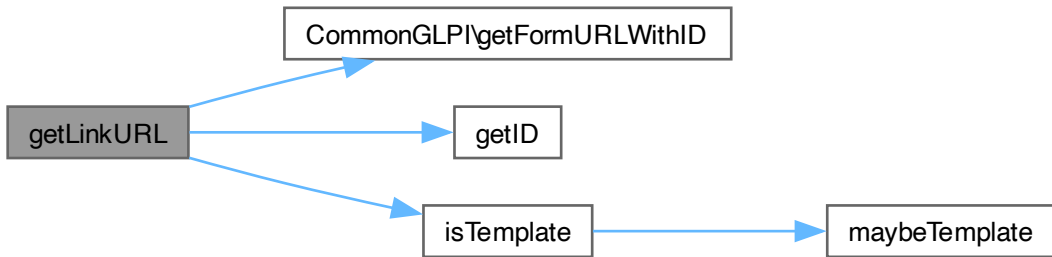 CommonGLPI\getFormURLWithID
getLinkURL
getID
isTemplate
maybeTemplate